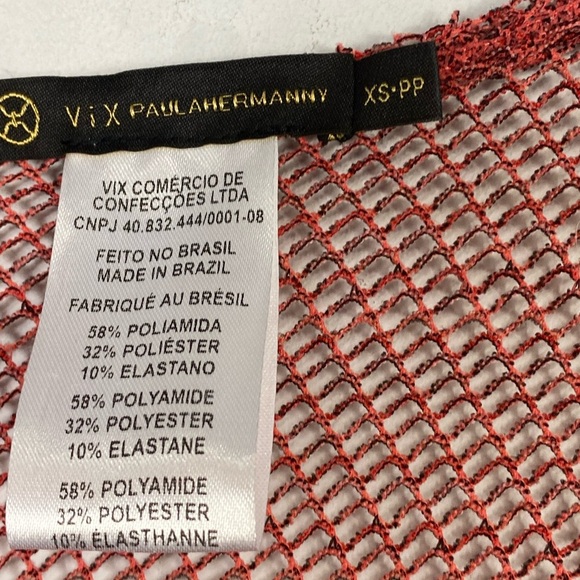 ViX PAULAHERMANNY
XS-PP
VIX COMÉRCIO DE
CONFECÇÕES LTDA
CNPJ 40.832.444/0001-08
FEITO NO BRASIL
MADE IN BRAZIL
FABRIQUÉ AU BRÉSIL
58% POLIAMIDA
32% POLIÉSTER
10% ELASTANO
58% POLYAMIDE
32% POLYESTER
10% ELASTANE
58% POLYAMIDE
32% POLYESTER
10% ÉLASTHANNE